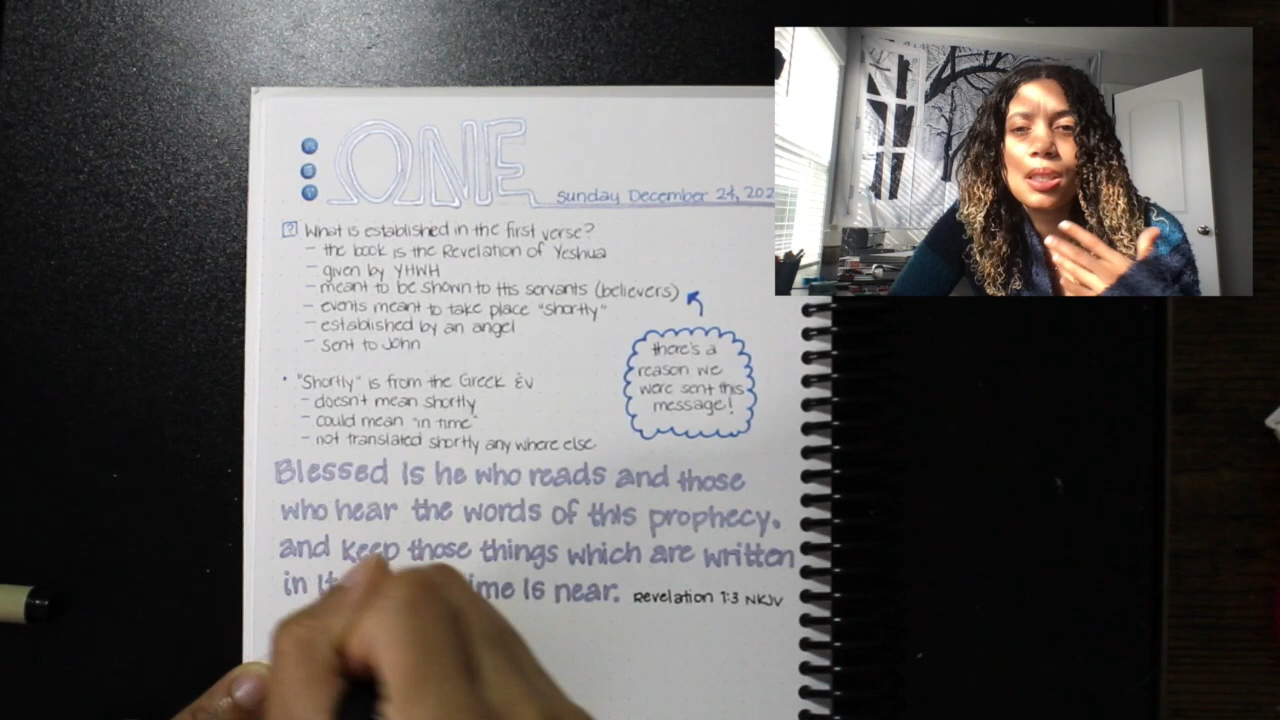 ONE
Sunday December 24, 202
? What is established in the first verse?
- the book is the Revelation of Yeshua
- given by YHWH
- meant to be shown to His servants (believers)
- events meant to take place "shortly"
- established by an angel
- sent to John
there's a
reason we
were sent this
message!
• "Shortly" is from the Greek ἐν
- doesn't mean shortly
- could mean "in time"
- not translated shortly any where else
Blessed is he who reads and those
who hear the words of this prophecy.
and keep those things which are written
in it is near.
Revelation 1:3 NKJV